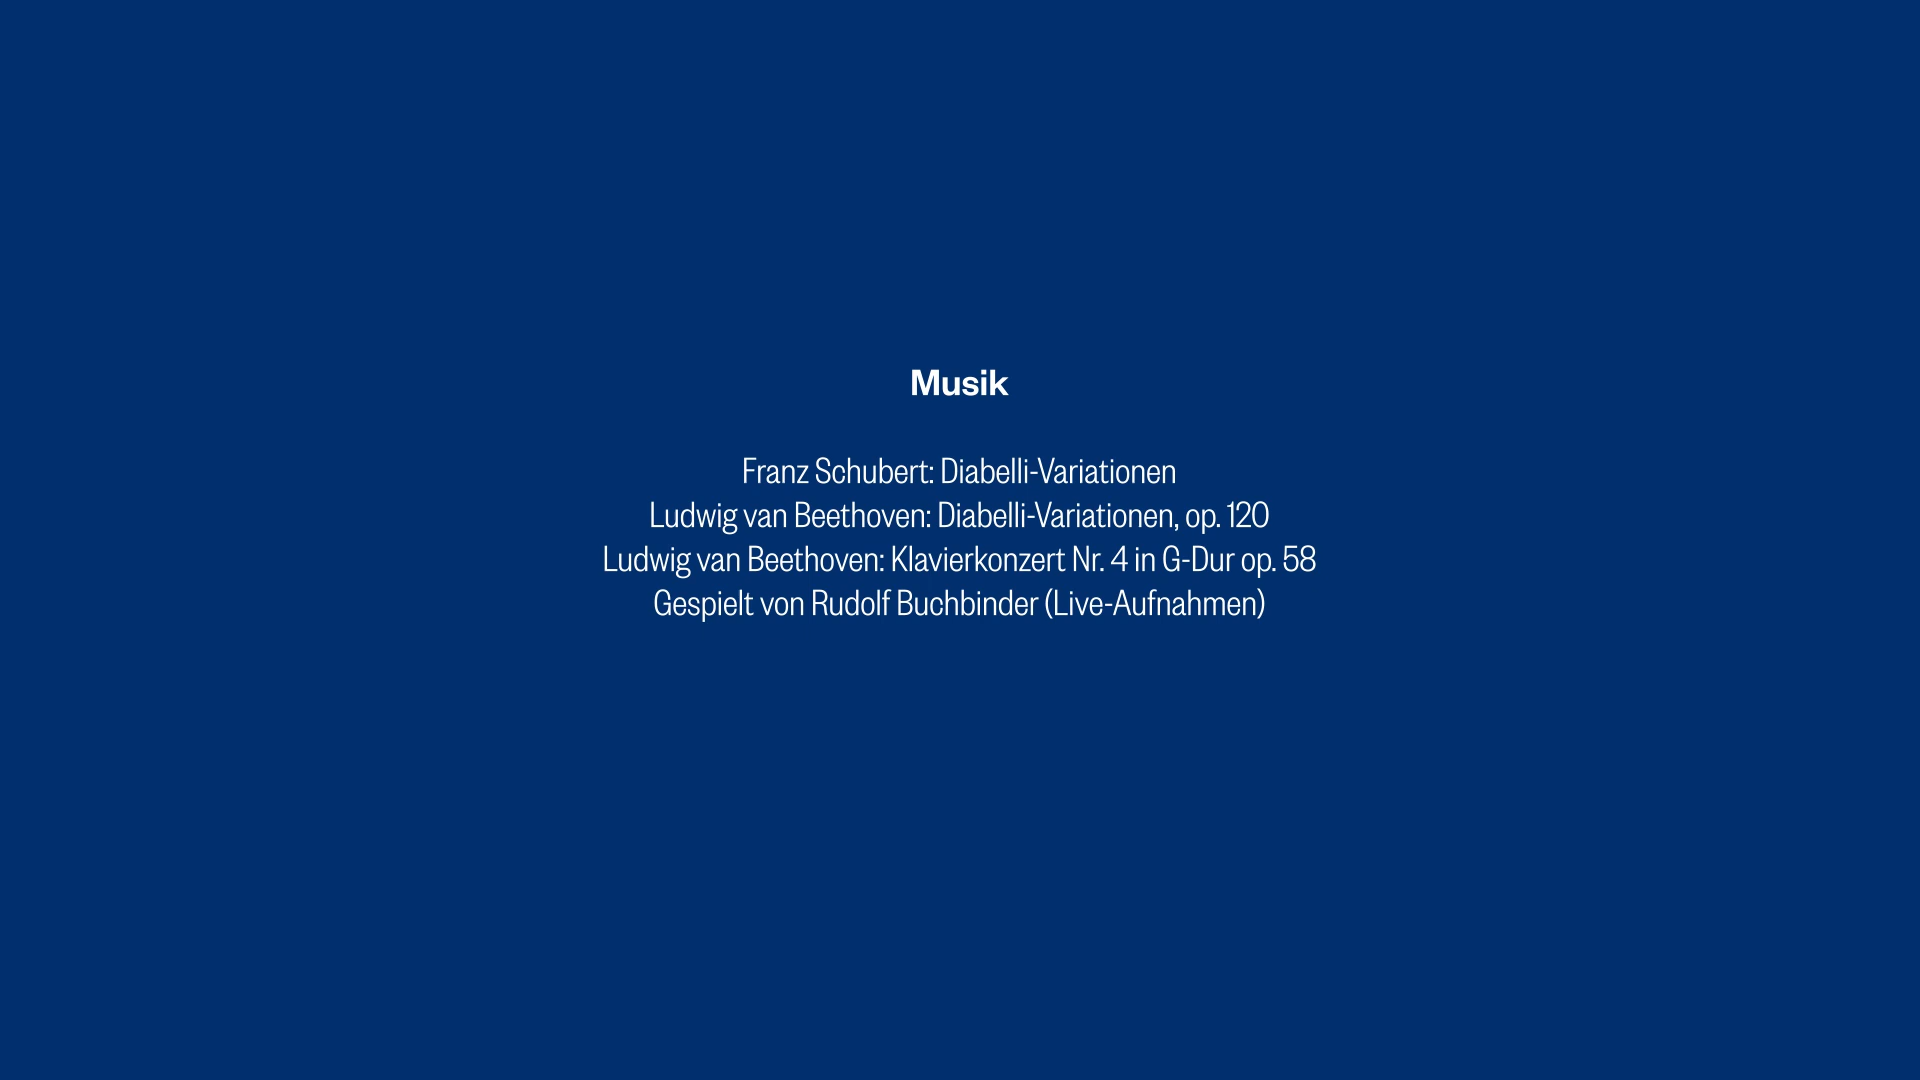 Musik
Franz Schubert: Diabelli-Variationen
Ludwig van Beethoven: Diabelli-Variationen, op. 120
Ludwig van Beethoven: Klavierkonzert Nr. 4 in G-Dur op. 58
Gespielt von Rudolf Buchbinder (Live-Aufnahmen)